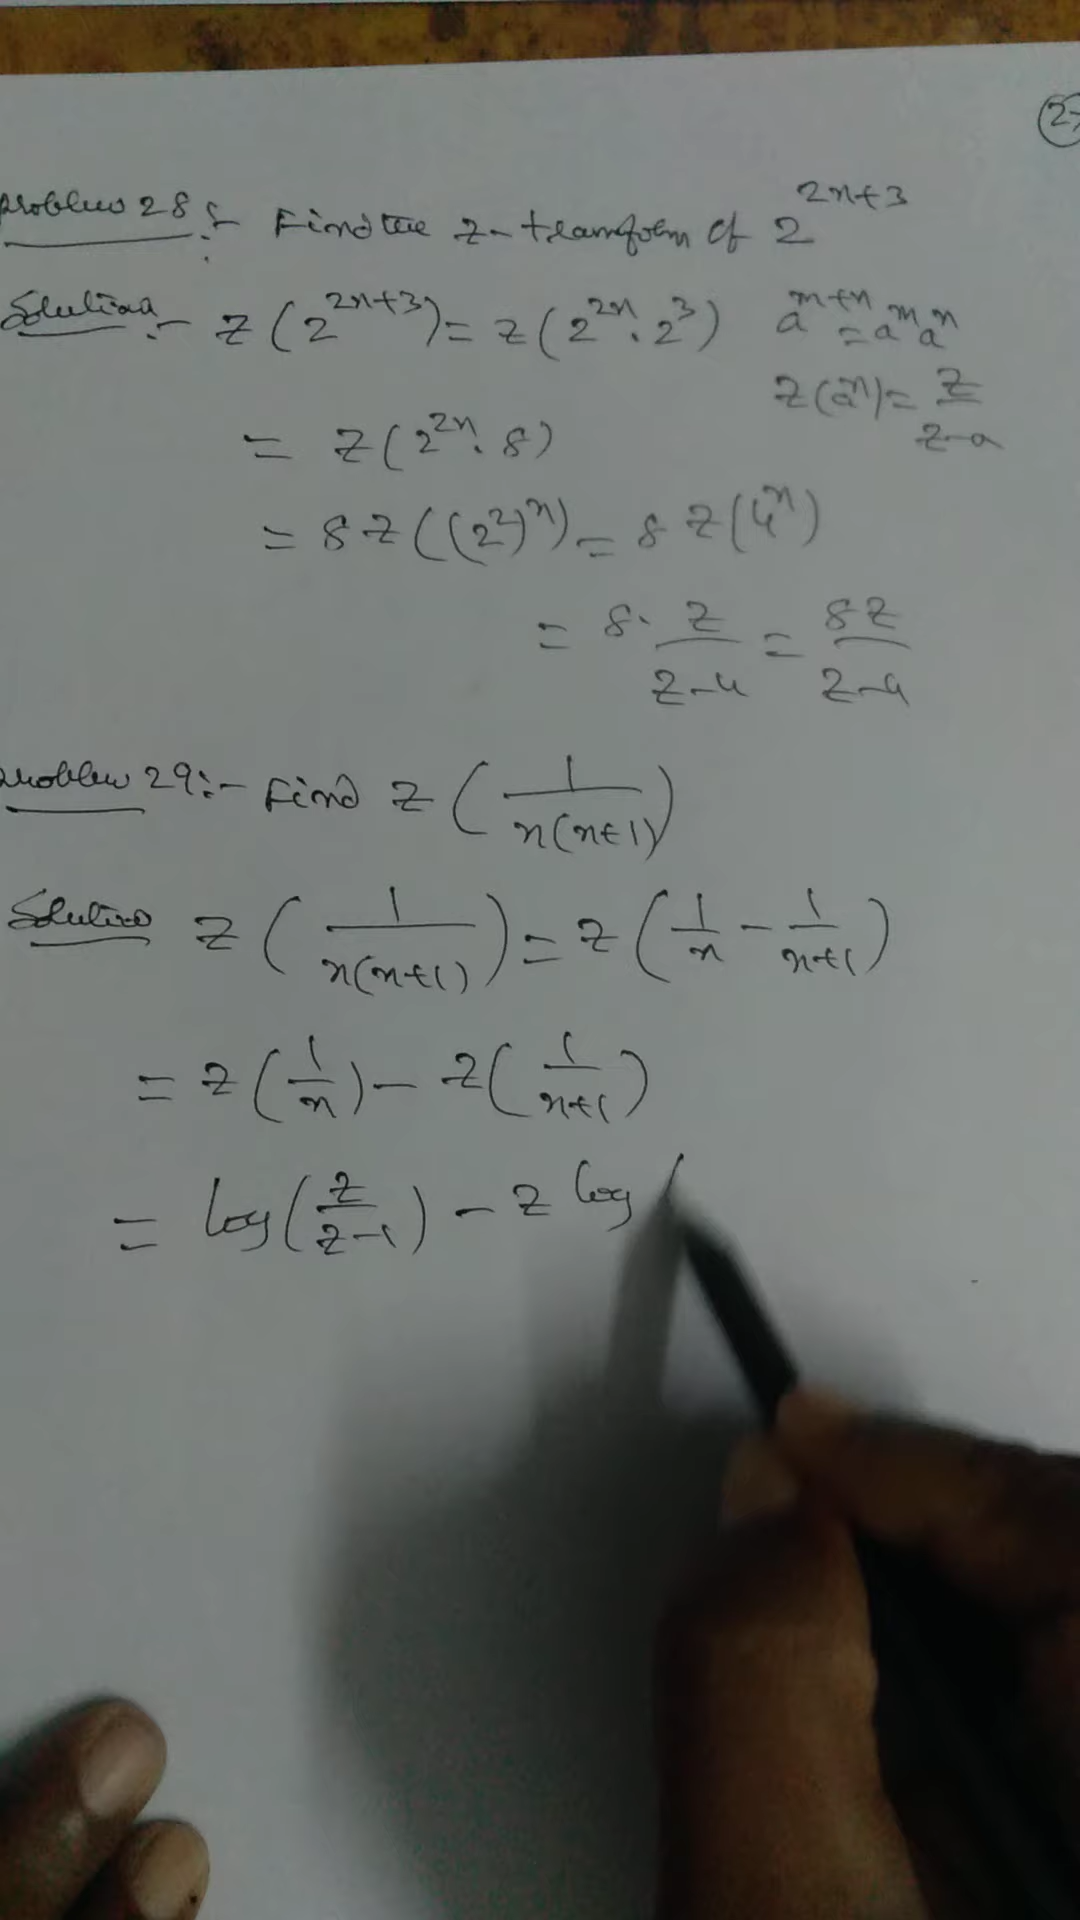 27
Problem 28 :- Find the z-transform of 2^{2n+3}
Solution :- z(2^{2n+3}) = z(2^{2n} . 2^3) a^{m+n} = a^m a^n
z(a^n) = z/(z-a)
= z(2^{2n} . 8)
= 8 z((2^2)^n) = 8 z(4^n)
= 8 . z/(z-4) = 8z/(z-4)
Problem 29 :- Find z(1/(n(n+1)))
Solution z(1/(n(n+1))) = z(1/n - 1/(n+1))
= z(1/n) - z(1/(n+1))
= log(z/(z-1)) - z log (